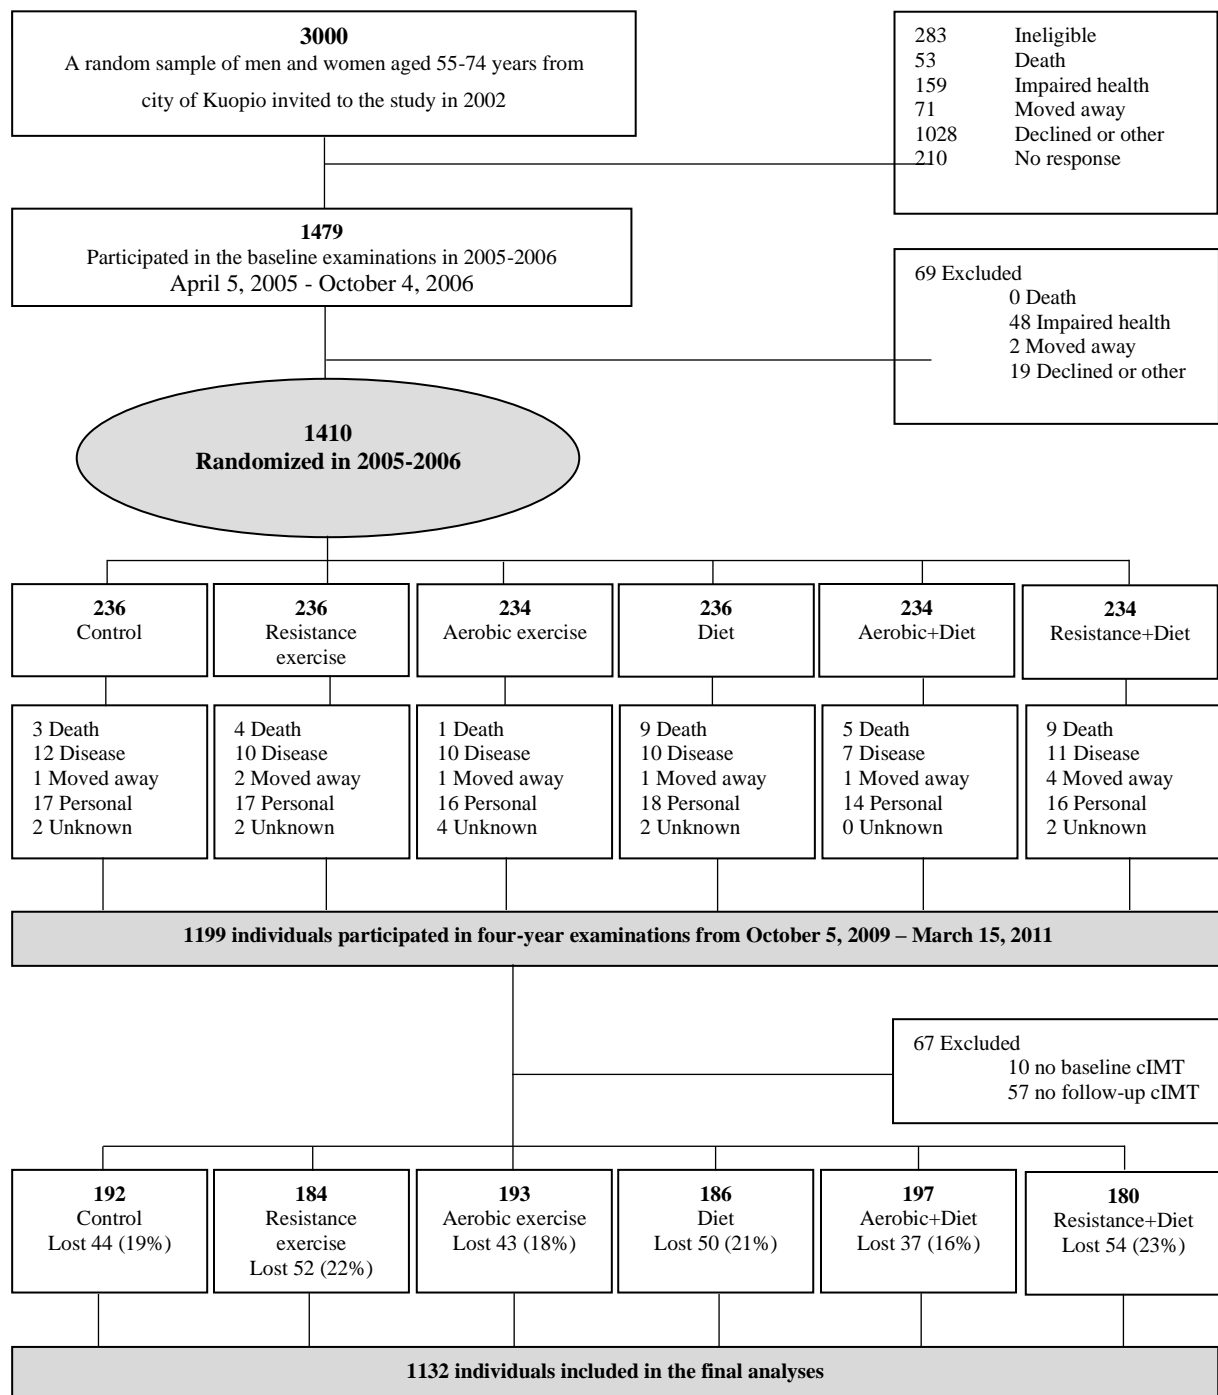 3000
A random sample of men and women aged 55-74 years from
city of Kuopio invited to the study in 2002
283 Ineligible
53 Death
159 Impaired health
71 Moved away
1028 Declined or other
210 No response
1479
Participated in the baseline examinations in 2005-2006
April 5, 2005 - October 4, 2006
69 Excluded
0 Death
48 Impaired health
2 Moved away
19 Declined or other
1410
Randomized in 2005-2006
236
Control
236
Resistance
exercise
234
Aerobic exercise
236
Diet
234
Aerobic+Diet
234
Resistance+Diet
3 Death
12 Disease
1 Moved away
17 Personal
2 Unknown
4 Death
10 Disease
2 Moved away
17 Personal
2 Unknown
1 Death
10 Disease
1 Moved away
16 Personal
4 Unknown
9 Death
10 Disease
1 Moved away
18 Personal
2 Unknown
5 Death
7 Disease
1 Moved away
14 Personal
0 Unknown
9 Death
11 Disease
4 Moved away
16 Personal
2 Unknown
1199 individuals participated in four-year examinations from October 5, 2009 – March 15, 2011
67 Excluded
10 no baseline cIMT
57 no follow-up cIMT
192
Control
Lost 44 (19%)
184
Resistance
exercise
Lost 52 (22%)
193
Aerobic exercise
Lost 43 (18%)
186
Diet
Lost 50 (21%)
197
Aerobic+Diet
Lost 37 (16%)
180
Resistance+Diet
Lost 54 (23%)
1132 individuals included in the final analyses